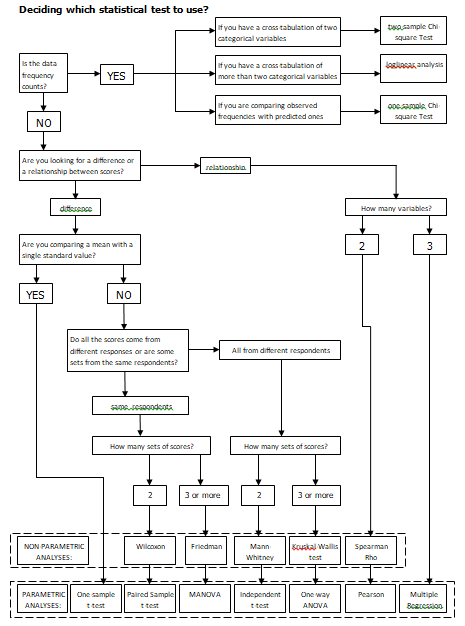 Deciding which statistical test to use?
If you have a cross tabulation of two
categorical variables
two sample Chi-
square Test
Is the data
frequency
counts?
YES
If you have a cross tabulation of
more than two categorical variables
loglinear analysis
If you are comparing observed
frequencies with predicted ones
one sample Chi-
square Test
NO
Are you looking for a difference or
a relationship between scores?
relationship
difference
How many variables?
Are you comparing a mean with a
single standard value?
2
3
YES
NO
Do all the scores come from
different responses or are some
sets from the same respondents?
All from different respondents
same respondents
How many sets of scores?
How many sets of scores?
2
3 or more
2
3 or more
NON PARAMETRIC
ANALYSES:
Wilcoxon
Friedman
Mann-
Whitney
Kruskal Wallis
test
Spearman
Rho
PARAMETRIC
ANALYSES:
One sample
t test
Paired Sample
t test
MANOVA
Independent
t test
One way
ANOVA
Pearson
Multiple
Regression